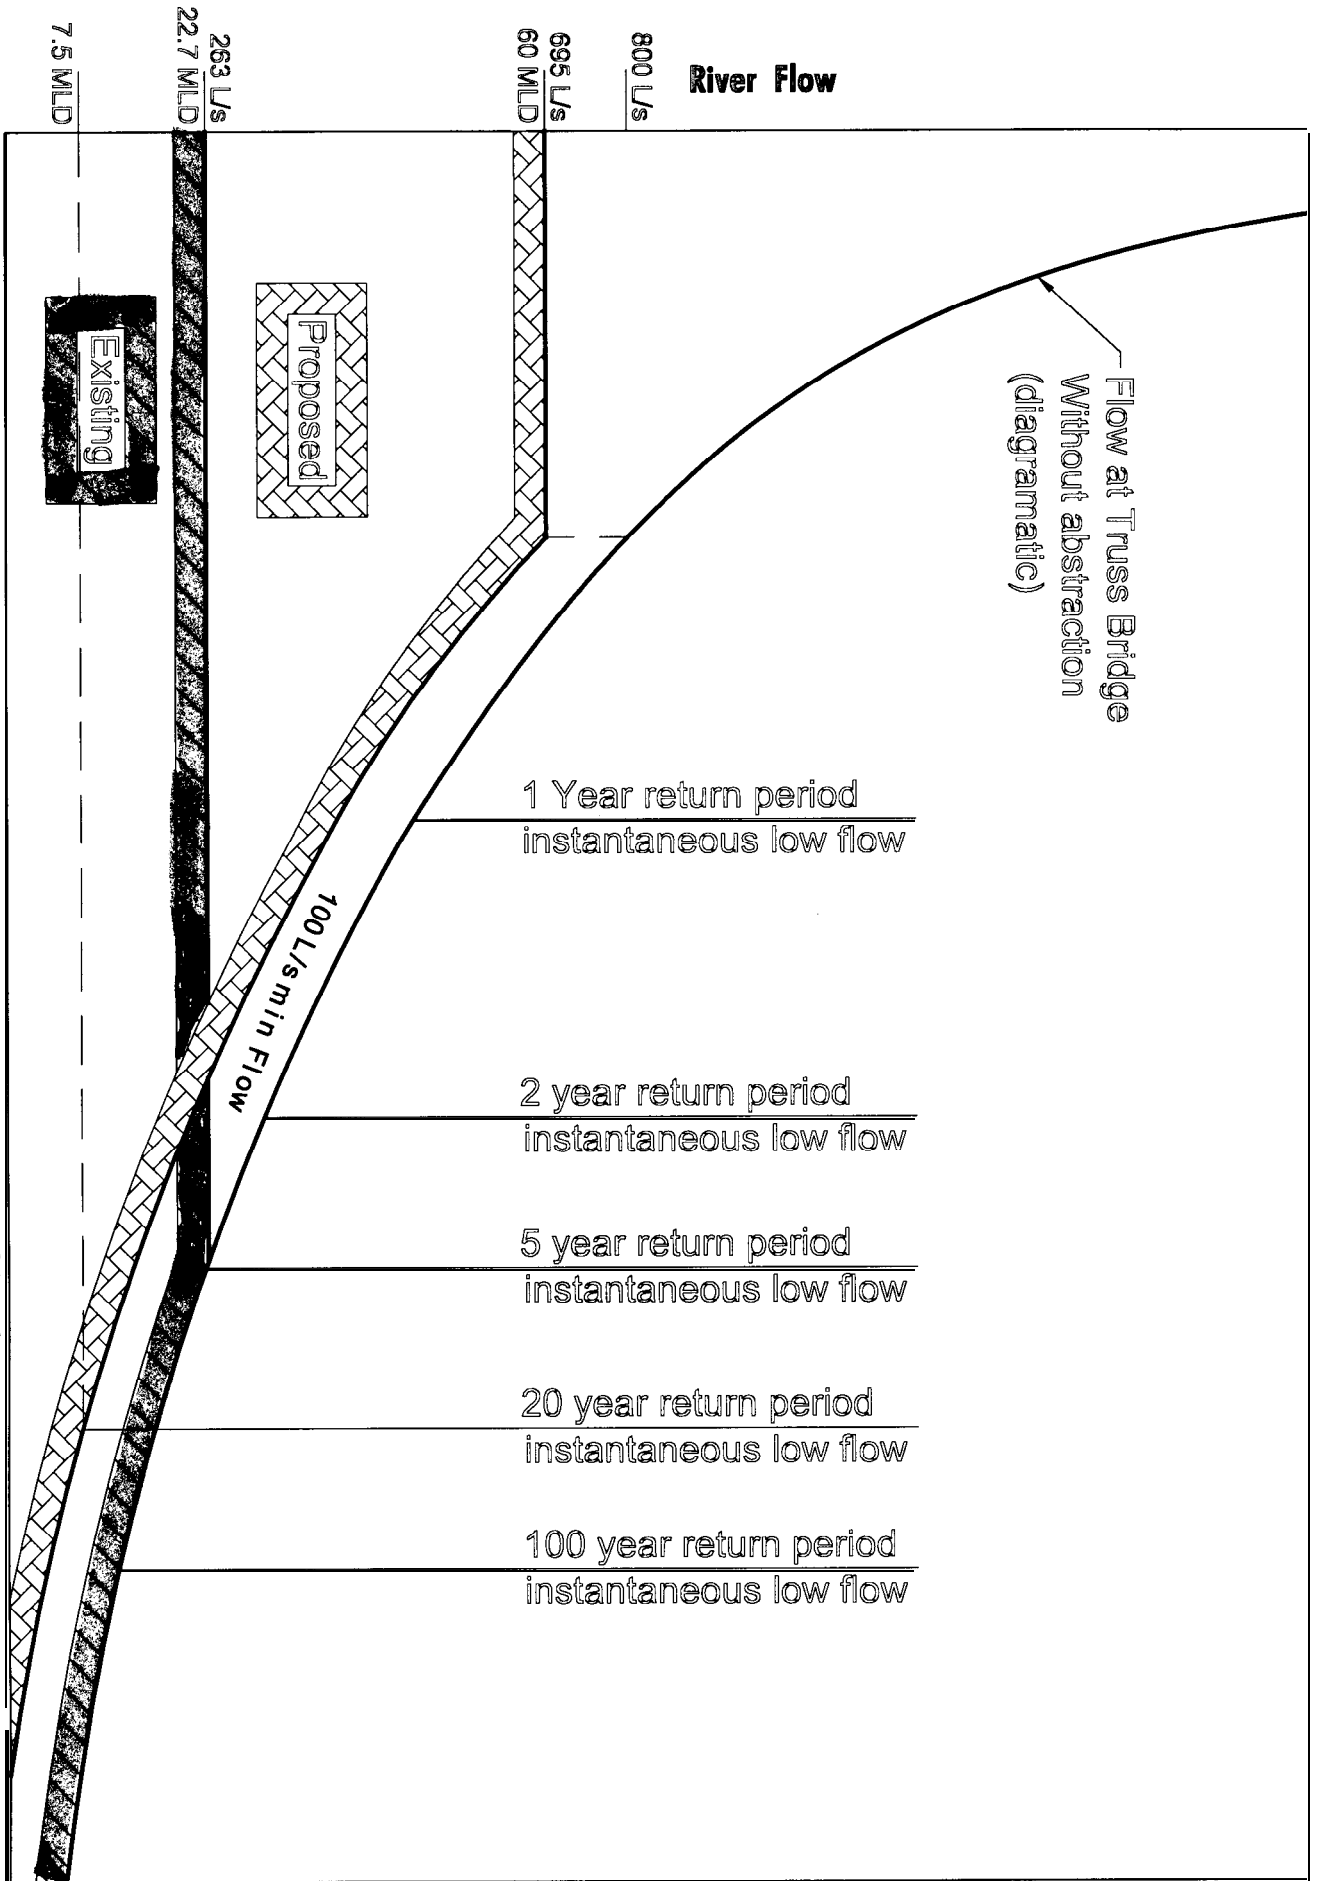 River Flow
800 L/s
695 L/s
60 MLD
263 L/s
22.7 MLD
7.5 MLD
Flow at Truss Bridge
Without abstraction
(diagramatic)
Proposed
Existing
100L/s min Flow
1 Year return period
instantaneous low flow
2 year return period
instantaneous low flow
5 year return period
instantaneous low flow
20 year return period
instantaneous low flow
100 year return period
instantaneous low flow